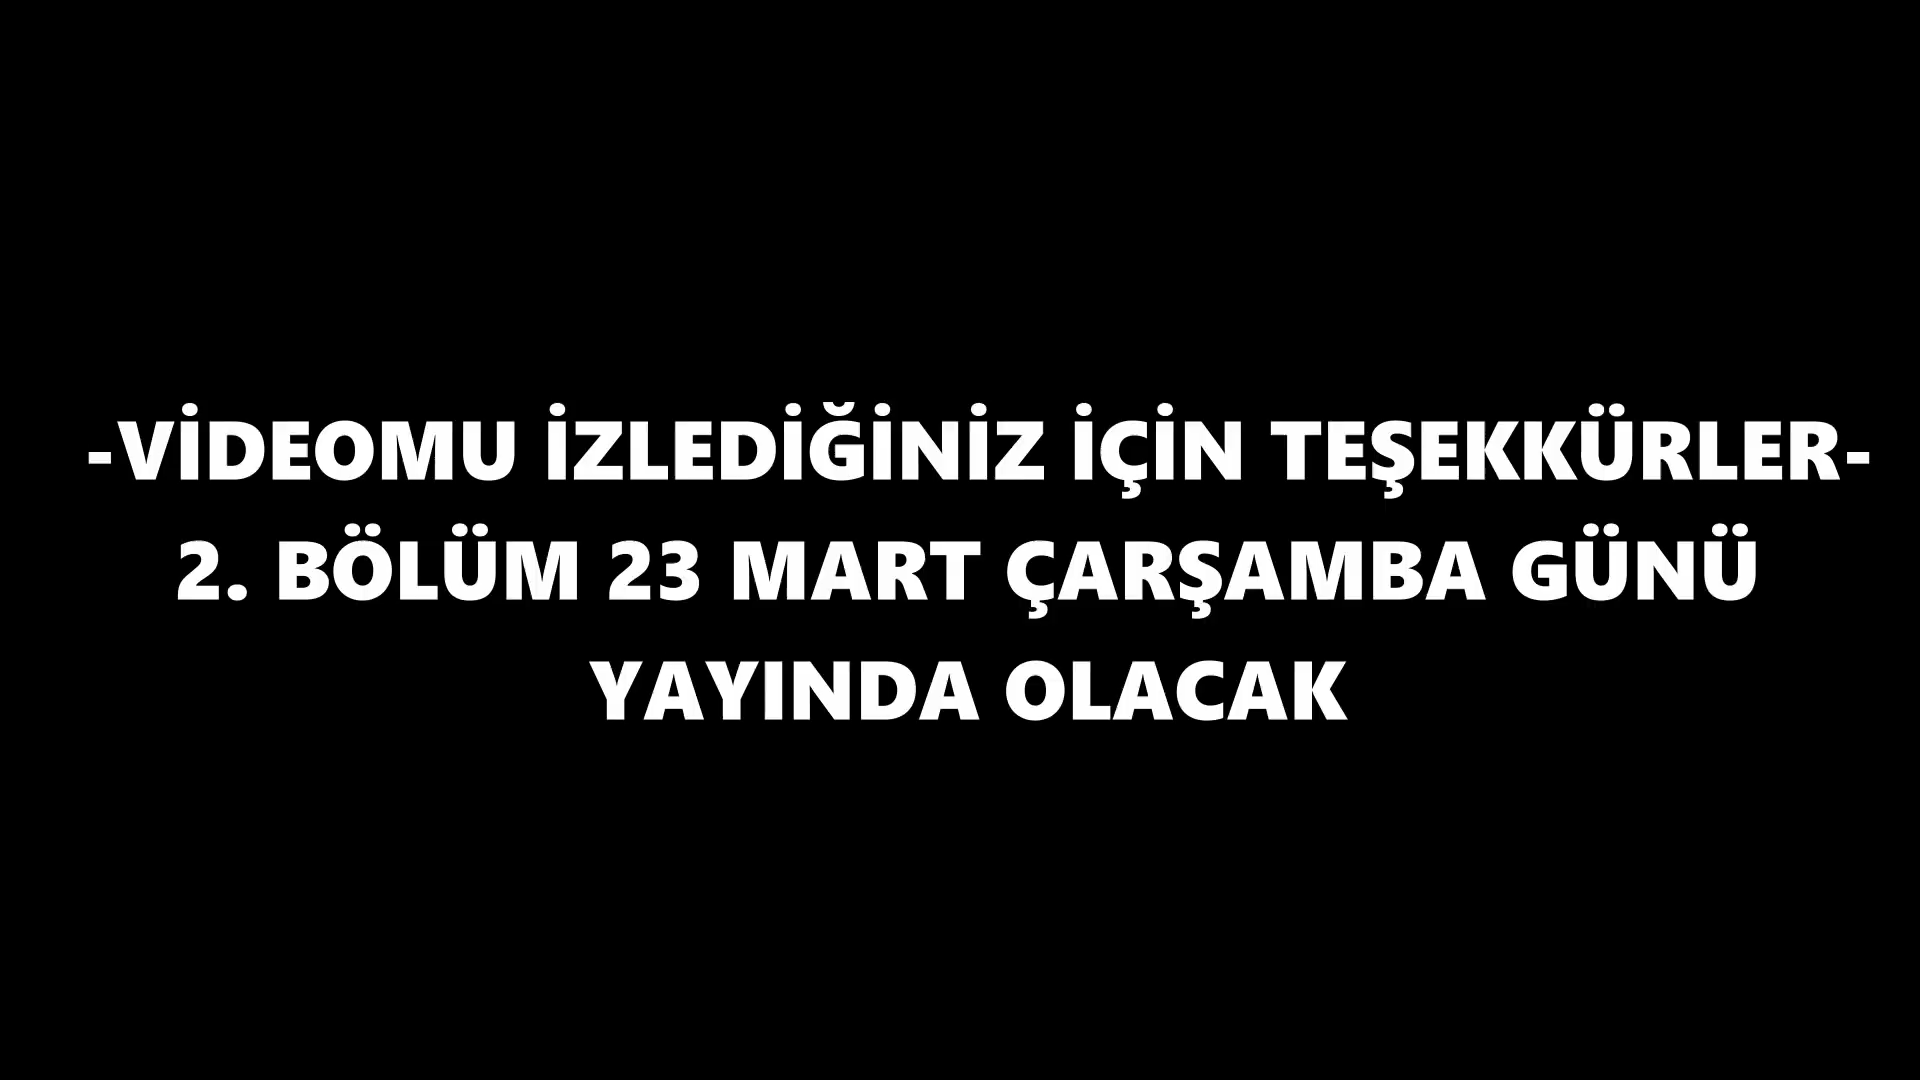 -VİDEOMU İZLEDİĞİNİZ İÇİN TEŞEKKÜRLER-
2. BÖLÜM 23 MART ÇARŞAMBA GÜNÜ
YAYINDA OLACAK